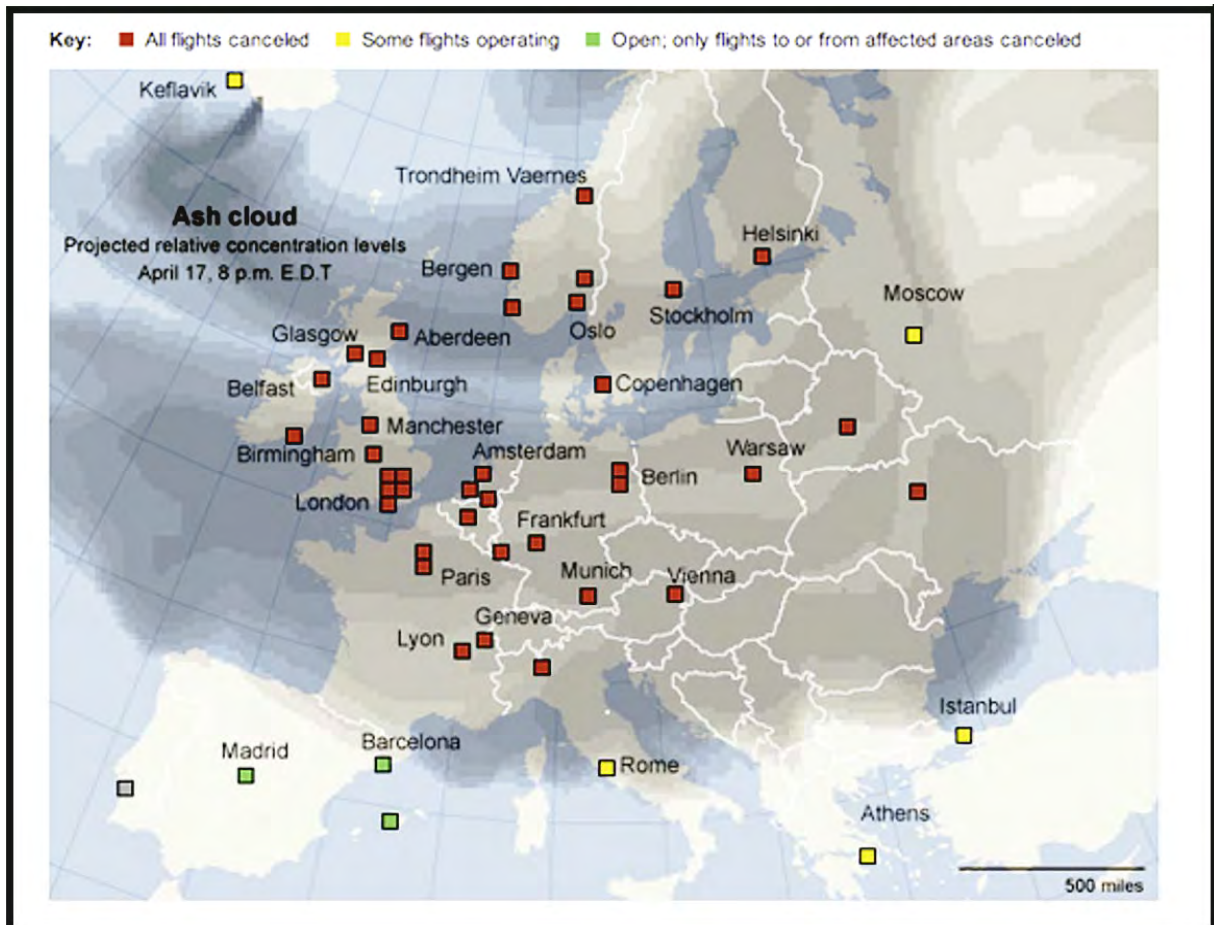 Key: All flights canceled Some flights operating Open; only flights to or from affected areas canceled
Keflavik
Trondheim Vaernes
Ash cloud
Projected relative concentration levels
April 17, 8 p.m. E.D.T
Helsinki
Bergen
Moscow
Stockholm
Oslo
Glasgow
Aberdeen
Belfast
Edinburgh
Copenhagen
Manchester
Birmingham
Amsterdam
Warsaw
Berlin
London
Frankfurt
Paris
Munich
Vienna
Geneva
Lyon
Istanbul
Madrid
Barcelona
Rome
Athens
500 miles